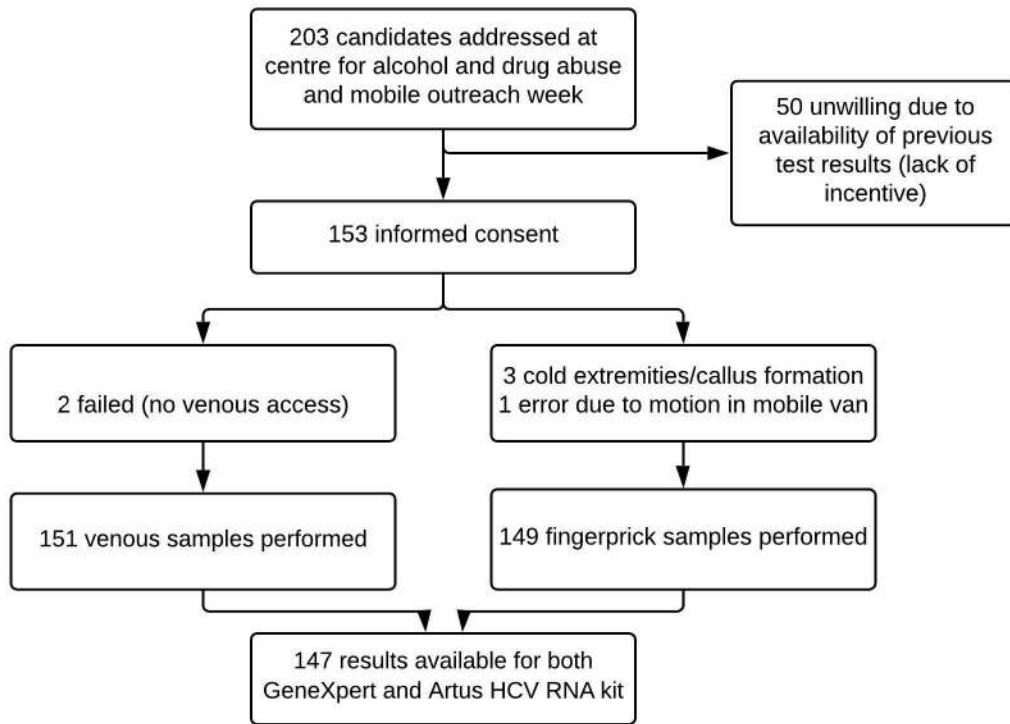 203 candidates addressed at
centre for alcohol and drug abuse
and mobile outreach week
50 unwilling due to
availability of previous
test results (lack of
incentive)
153 informed consent
2 failed (no venous access)
3 cold extremities/callus formation
1 error due to motion in mobile van
151 venous samples performed
149 fingerprick samples performed
147 results available for both
GeneXpert and Artus HCV RNA kit